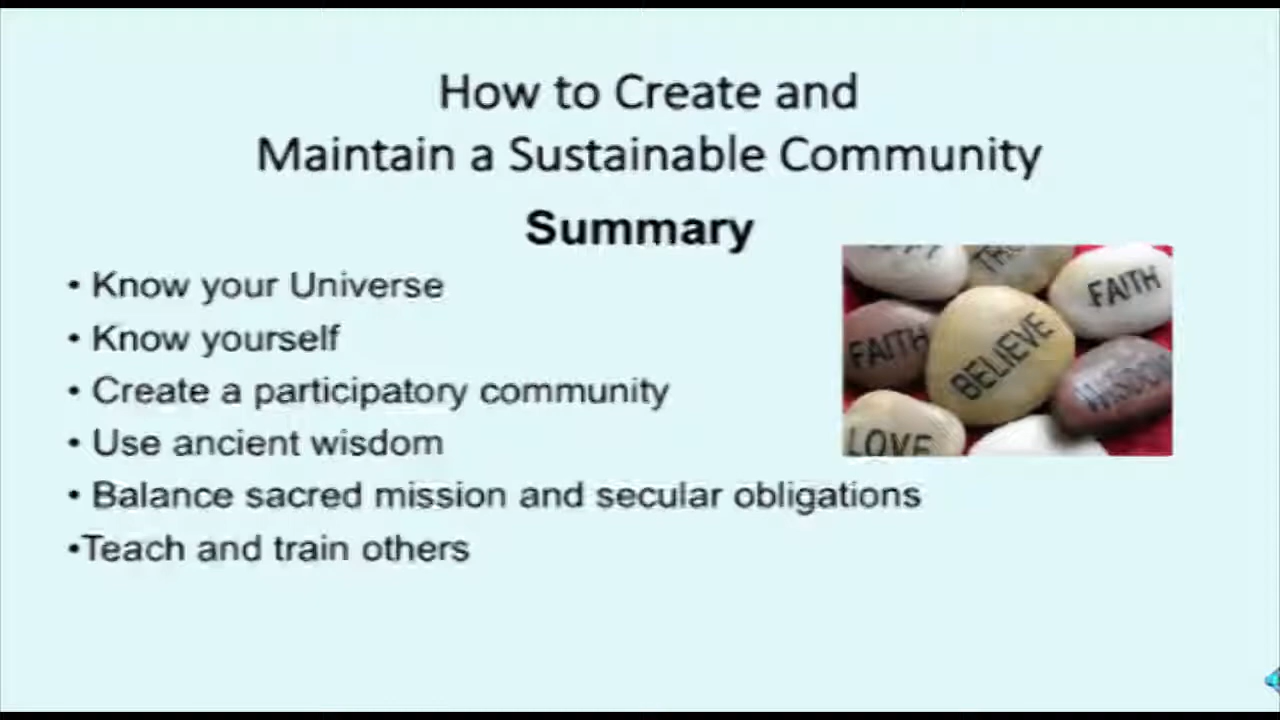 How to Create and
Maintain a Sustainable Community
Summary
• Know your Universe
• Know yourself
• Create a participatory community
• Use ancient wisdom
• Balance sacred mission and secular obligations
•Teach and train others
FAITH
FAITH
BELIEVE
WISDOM
LOVE